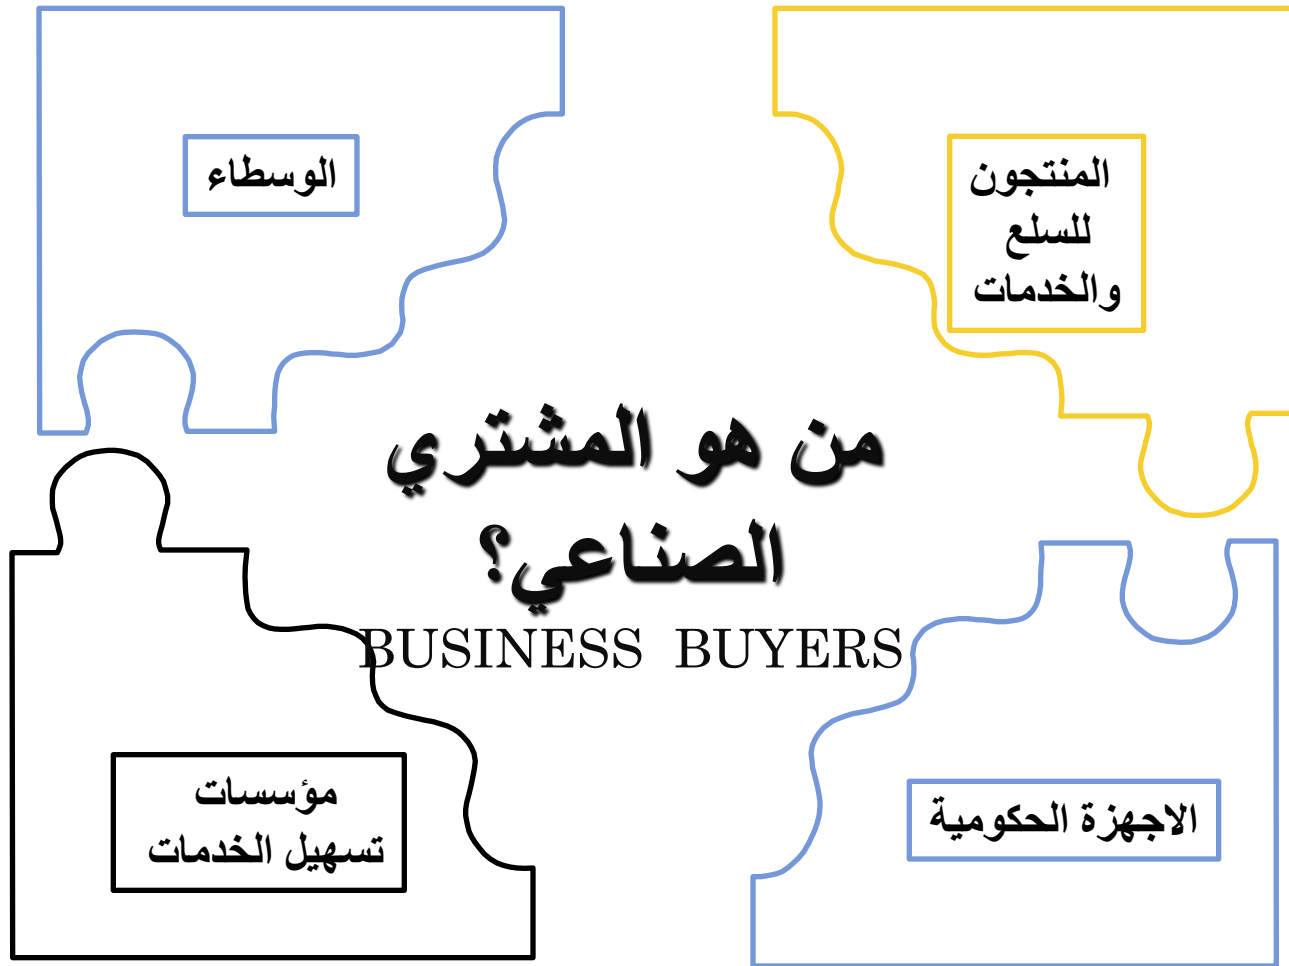 المنتجون
للسلع
والخدمات
الوسطاء
من هو المشتري
الصناعي؟
BUSINESS BUYERS
الاجهزة الحكومية
مؤسسات
تسهيل الخدمات